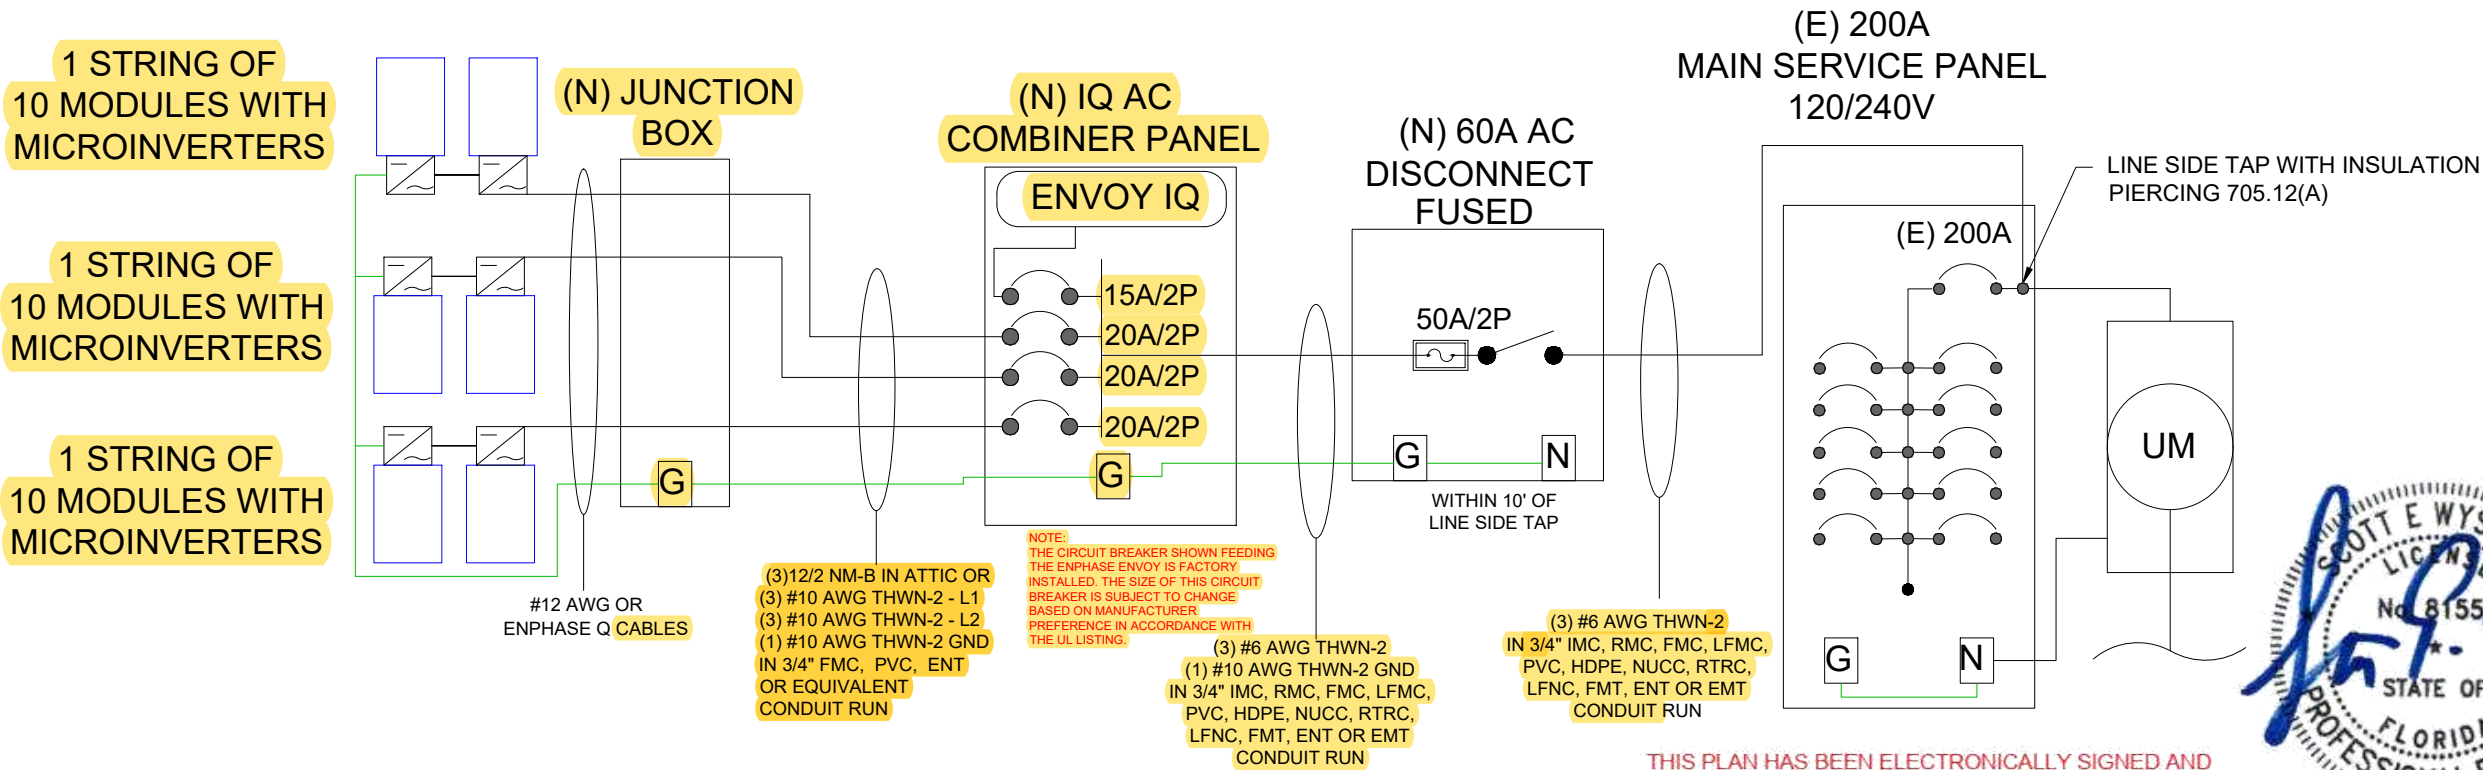 1 STRING OF
10 MODULES WITH
MICROINVERTERS
1 STRING OF
10 MODULES WITH
MICROINVERTERS
1 STRING OF
10 MODULES WITH
MICROINVERTERS
(N) JUNCTION
BOX
G
#12 AWG OR
ENPHASE Q CABLES
(3)12/2 NM-B IN ATTIC OR
(3) #10 AWG THWN-2 - L1
(3) #10 AWG THWN-2 - L2
(1) #10 AWG THWN-2 GND
IN 3/4" FMC, PVC, ENT
OR EQUIVALENT
CONDUIT RUN
(N) IQ AC
COMBINER PANEL
ENVOY IQ
15A/2P
20A/2P
20A/2P
20A/2P
G
NOTE:
THE CIRCUIT BREAKER SHOWN FEEDING
THE ENPHASE ENVOY IS FACTORY
INSTALLED. THE SIZE OF THIS CIRCUIT
BREAKER IS SUBJECT TO CHANGE
BASED ON MANUFACTURER
PREFERENCE IN ACCORDANCE WITH
THE UL LISTING.
(3) #6 AWG THWN-2
(1) #10 AWG THWN-2 GND
IN 3/4" IMC, RMC, FMC, LFMC,
PVC, HDPE, NUCC, RTRC,
LFNC, FMT, ENT OR EMT
CONDUIT RUN
(N) 60A AC
DISCONNECT
FUSED
50A/2P
G N
WITHIN 10' OF
LINE SIDE TAP
(3) #6 AWG THWN-2
IN 3/4" IMC, RMC, FMC, LFMC,
PVC, HDPE, NUCC, RTRC,
LFNC, FMT, ENT OR EMT
CONDUIT RUN
(E) 200A
MAIN SERVICE PANEL
120/240V
LINE SIDE TAP WITH INSULATION
PIERCING 705.12(A)
(E) 200A
G N
UM
SCOTT E WYS
LICENS
No 8155
STATE OF
FLORID
PROFESSIONAL
THIS PLAN HAS BEEN ELECTRONICALLY SIGNED AND